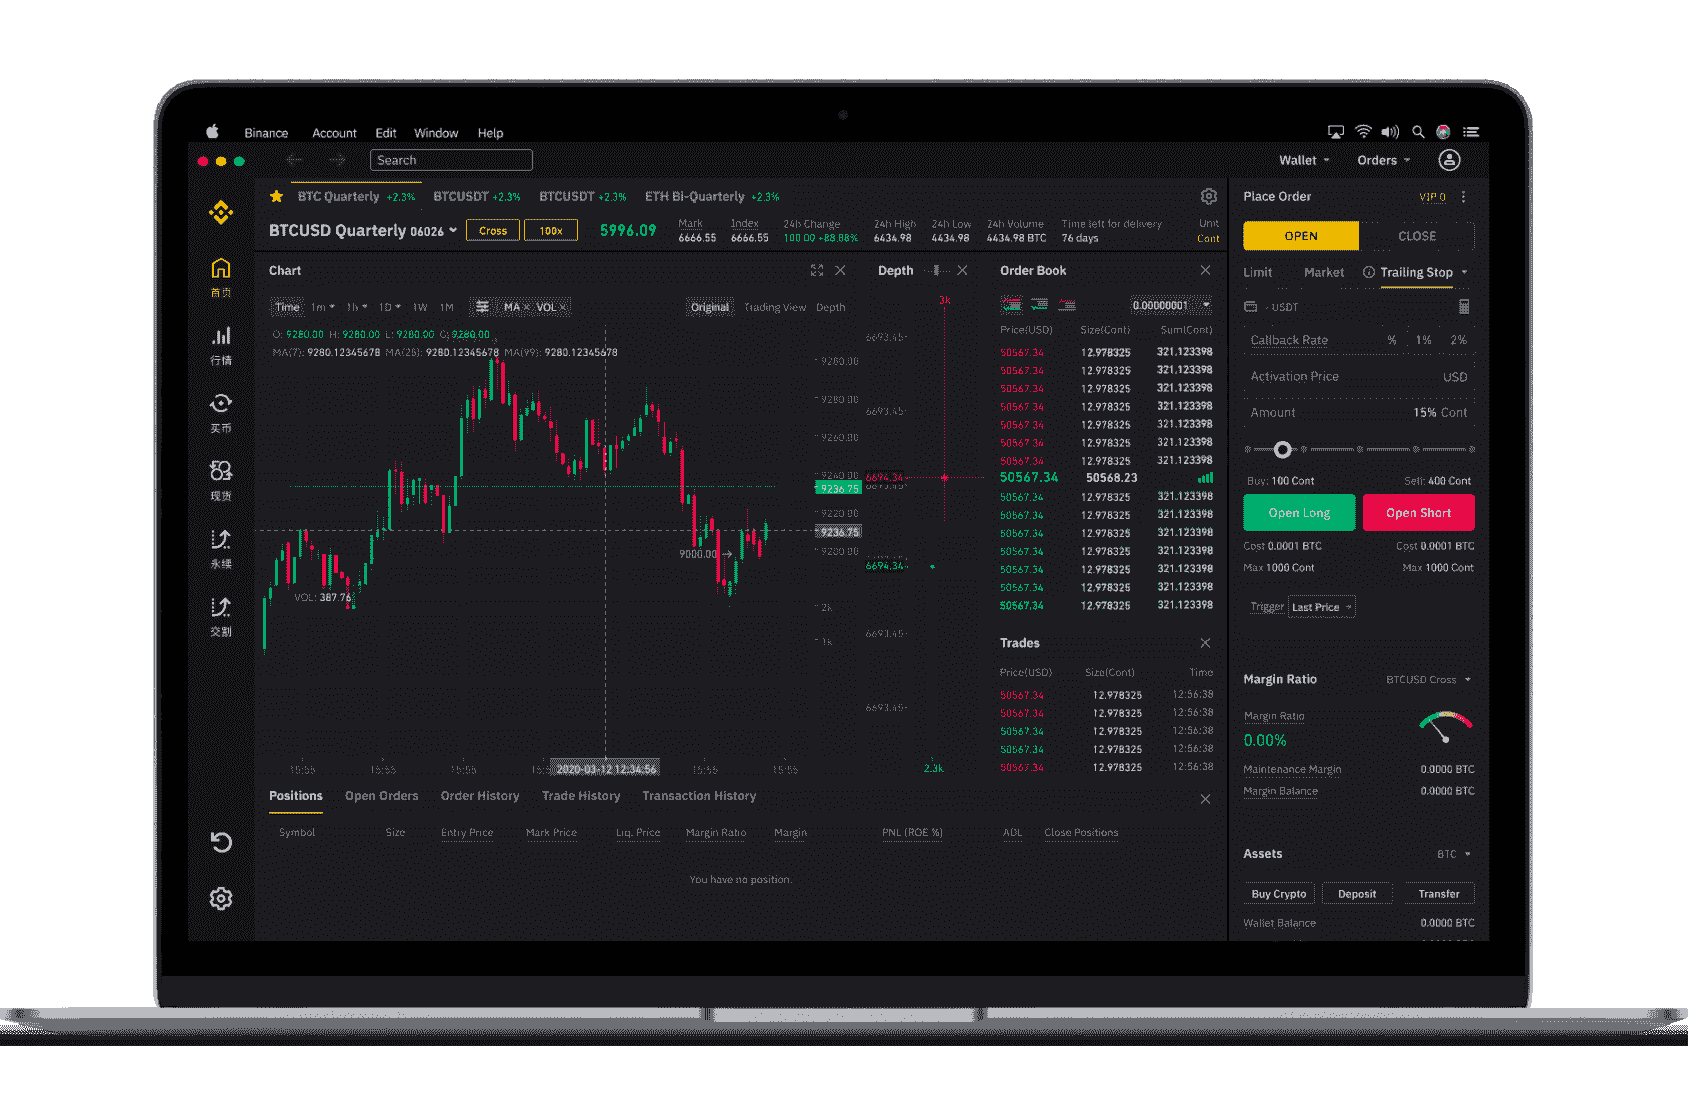 Binance Account Edit Window Help
Search
Wallet Orders
BTC Quarterly +2.3% BTCUSDT +2.3% BTCUSDT +2.3% ETH Bi-Quarterly +2.3%
BTCUSD Quarterly 06026 Cross 100x 5996.09
Mark Index 24h Change 24h High 24h Low 24h Volume Time left for delivery Unit
6666.55 6666.55 100.00 +88.88% 6434.98 4434.98 4434.98 BTC 76 days Cont
首页
行情
买币
现货
永续
交割
Chart
Time 1m 1h 1D 1W 1M MA × VOL × Original Trading View Depth
O: 9280.00 H: 9280.00 L: 9280.00 C: 9280.00
MA(7): 9280.12345678 MA(25): 9280.12345678 MA(99): 9280.12345678
9280.00
9280.00
9260.00
9240.00
9236.75
9220.00
9236.75
9200.00
9000.00
VOL: 387.76
2k
1k
15:55 15:55 15:55 2020-03-12 12:34:56 15:55 15:55
Depth
3k
6693.45
6693.45
6694.34
6693.45
6694.34
6693.45
6693.45
2.3k
Order Book
0.00000001
Price(USD) Size(Cont) Sum(Cont)
50567.34 12.978325 321.123398
50567.34 12.978325 321.123398
50567.34 12.978325 321.123398
50567.34 12.978325 321.123398
50567.34 12.978325 321.123398
50567.34 12.978325 321.123398
50567.34 12.978325 321.123398
50567.34 50568.23
50567.34 12.978325 321.123398
50567.34 12.978325 321.123398
50567.34 12.978325 321.123398
50567.34 12.978325 321.123398
50567.34 12.978325 321.123398
50567.34 12.978325 321.123398
50567.34 12.978325 321.123398
Trades
Price(USD) Size(Cont) Time
50567.34 12.978325 12:56:38
50567.34 12.978325 12:56:38
50567.34 12.978325 12:56:38
50567.34 12.978325 12:56:38
50567.34 12.978325 12:56:38
Positions Open Orders Order History Trade History Transaction History
Symbol Size Entry Price Mark Price Liq. Price Margin Ratio Margin PNL (ROE %) ADL Close Positions
You have no position.
Place Order VIP 0
OPEN CLOSE
Limit Market Trailing Stop
- USDT
Callback Rate % 1% 2%
Activation Price USD
Amount 15% Cont
Buy: 100 Cont Sell: 400 Cont
Open Long Open Short
Cost 0.0001 BTC Cost 0.0001 BTC
Max 1000 Cont Max 1000 Cont
Trigger Last Price
Margin Ratio BTCUSD Cross
Margin Ratio
0.00%
Maintenance Margin 0.0000 BTC
Margin Balance 0.0000 BTC
Assets BTC
Buy Crypto Deposit Transfer
Wallet Balance 0.0000 BTC